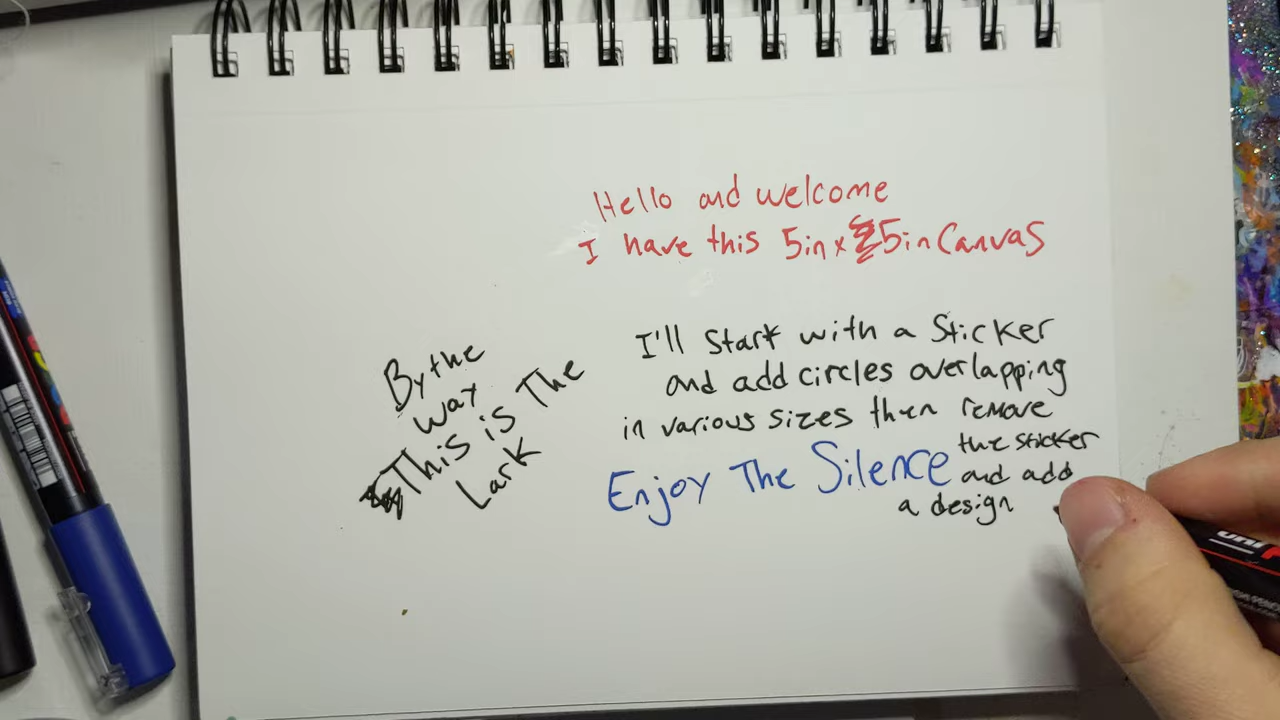 Hello and welcome
I have this 5in x 5in Canvas
I'll Start with a Sticker
and add circles overlapping
in various sizes then remove
the sticker
and add
a design
Enjoy The Silence
By the
way
This is The
Lark
uni